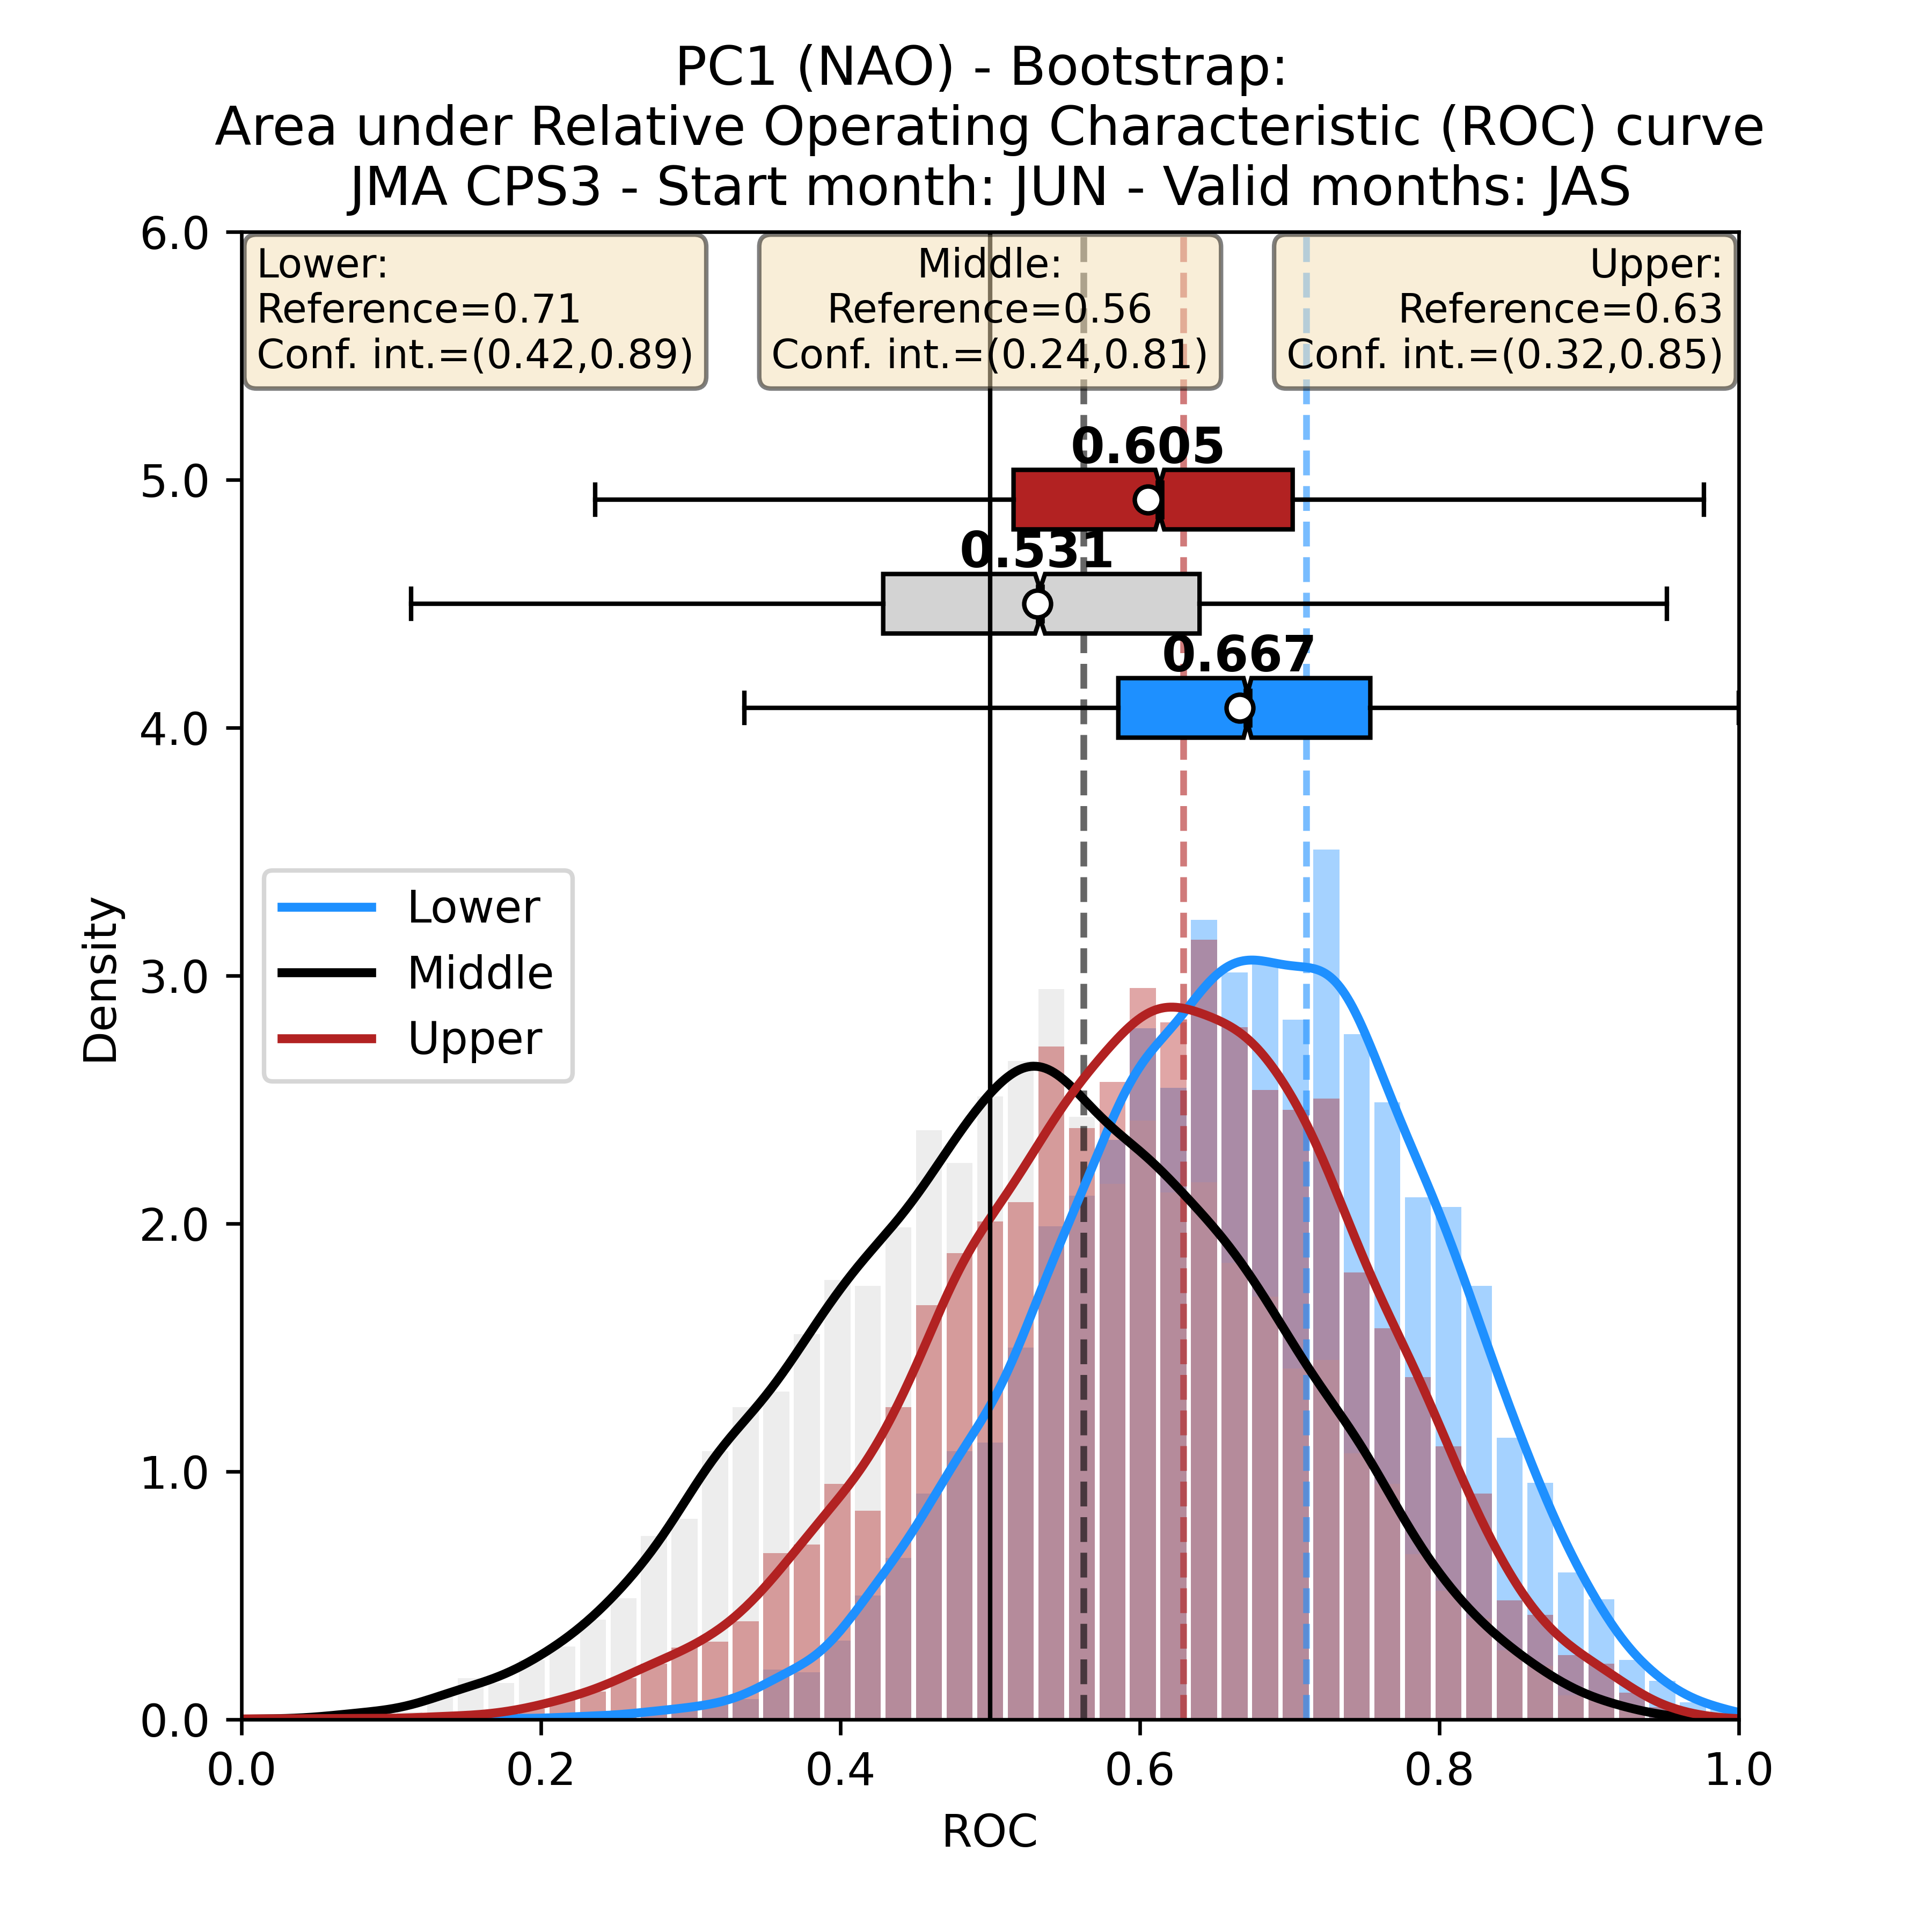 PC1 (NAO) - Bootstrap:
Area under Relative Operating Characteristic (ROC) curve
JMA CPS3 - Start month: JUN - Valid months: JAS
6.0
Lower:
Reference=0.71
Conf. int.=(0.42,0.89)
Middle:
Reference=0.56
Conf. int.=(0.24,0.81)
Upper:
Reference=0.63
Conf. int.=(0.32,0.85)
0.605
5.0
0.531
0.667
4.0
Lower
Middle
Upper
Density
3.0
2.0
1.0
0.0
0.0 0.2 0.4 0.6 0.8 1.0
ROC